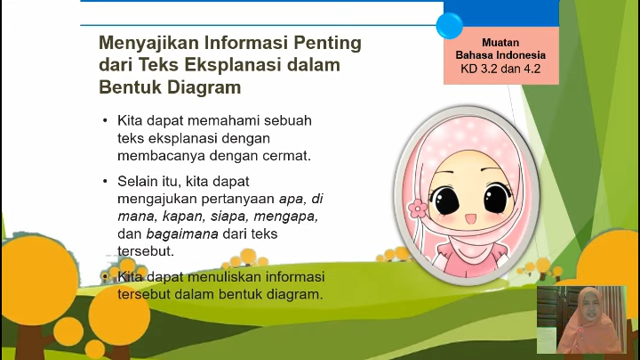 Menyajikan Informasi Penting
dari Teks Eksplanasi dalam
Bentuk Diagram
Muatan
Bahasa Indonesia
KD 3.2 dan 4.2
• Kita dapat memahami sebuah
teks eksplanasi dengan
membacanya dengan cermat.
• Selain itu, kita dapat
mengajukan pertanyaan apa, di
mana, kapan, siapa, mengapa,
dan bagaimana dari teks
tersebut.
• Kita dapat menuliskan informasi
tersebut dalam bentuk diagram.